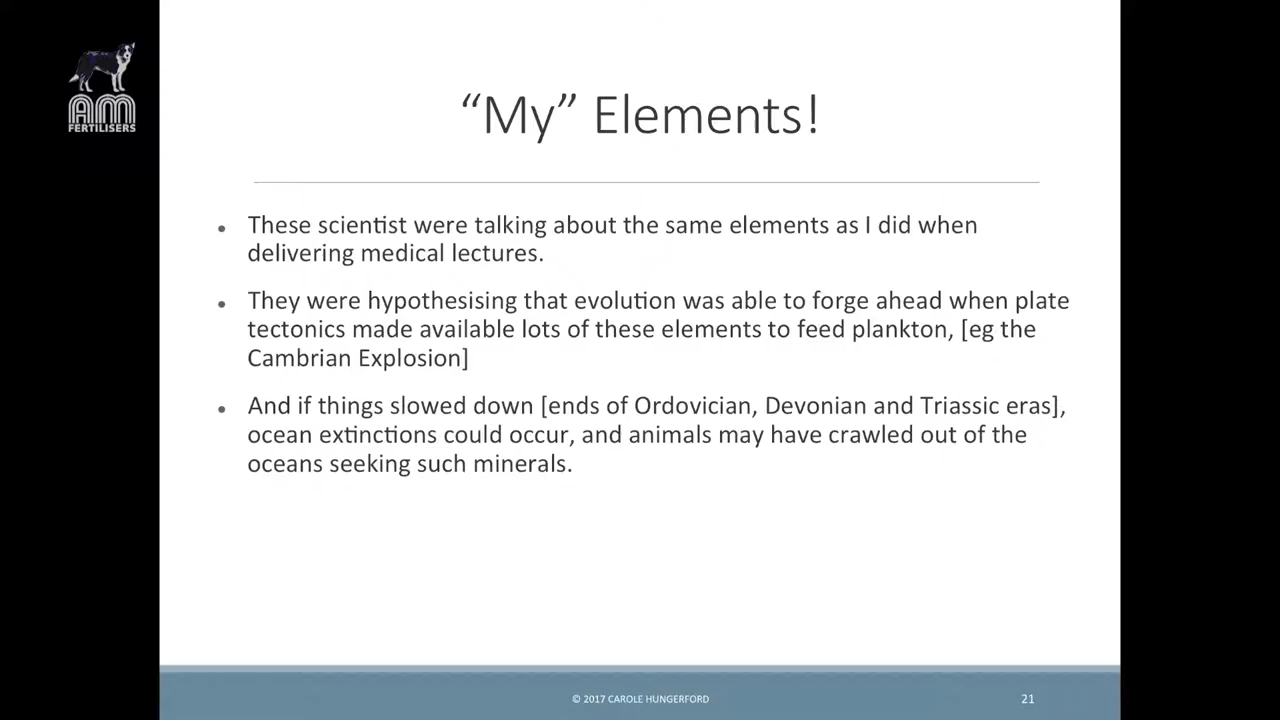 AM
FERTILISERS
“My” Elements!
• These scientist were talking about the same elements as I did when
delivering medical lectures.
• They were hypothesising that evolution was able to forge ahead when plate
tectonics made available lots of these elements to feed plankton, [eg the
Cambrian Explosion]
• And if things slowed down [ends of Ordovician, Devonian and Triassic eras],
ocean extinctions could occur, and animals may have crawled out of the
oceans seeking such minerals.
© 2017 CAROLE HUNGERFORD
21